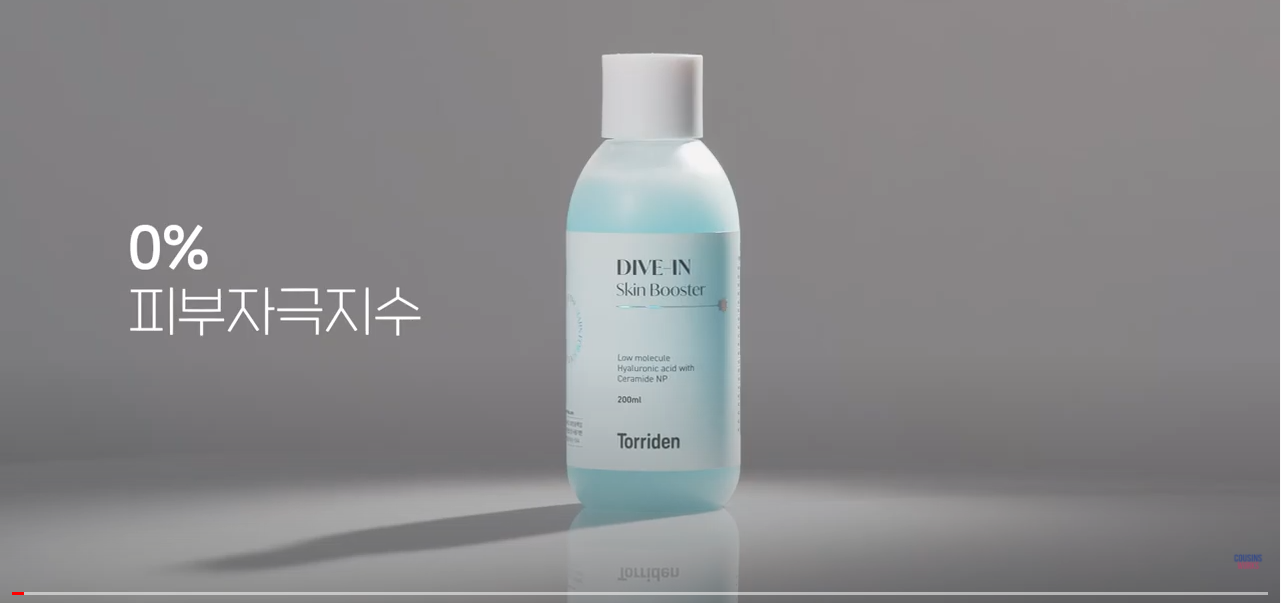 0%
피부자극지수
DIVE-IN
Skin Booster
Low molecule
Hyaluronic acid with
Ceramide NP
200ml
Torriden
COUSINS